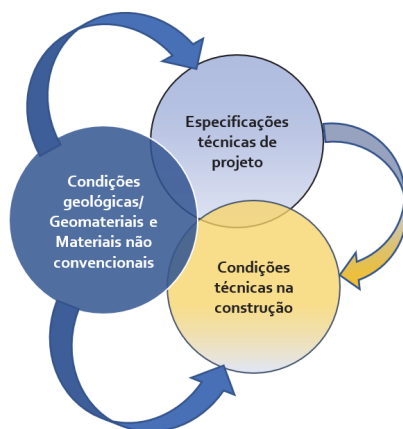 Especificações
técnicas de
projeto
Condições
geológicas/
Geomateriais e
Materiais não
convencionais
Condições
técnicas na
construção